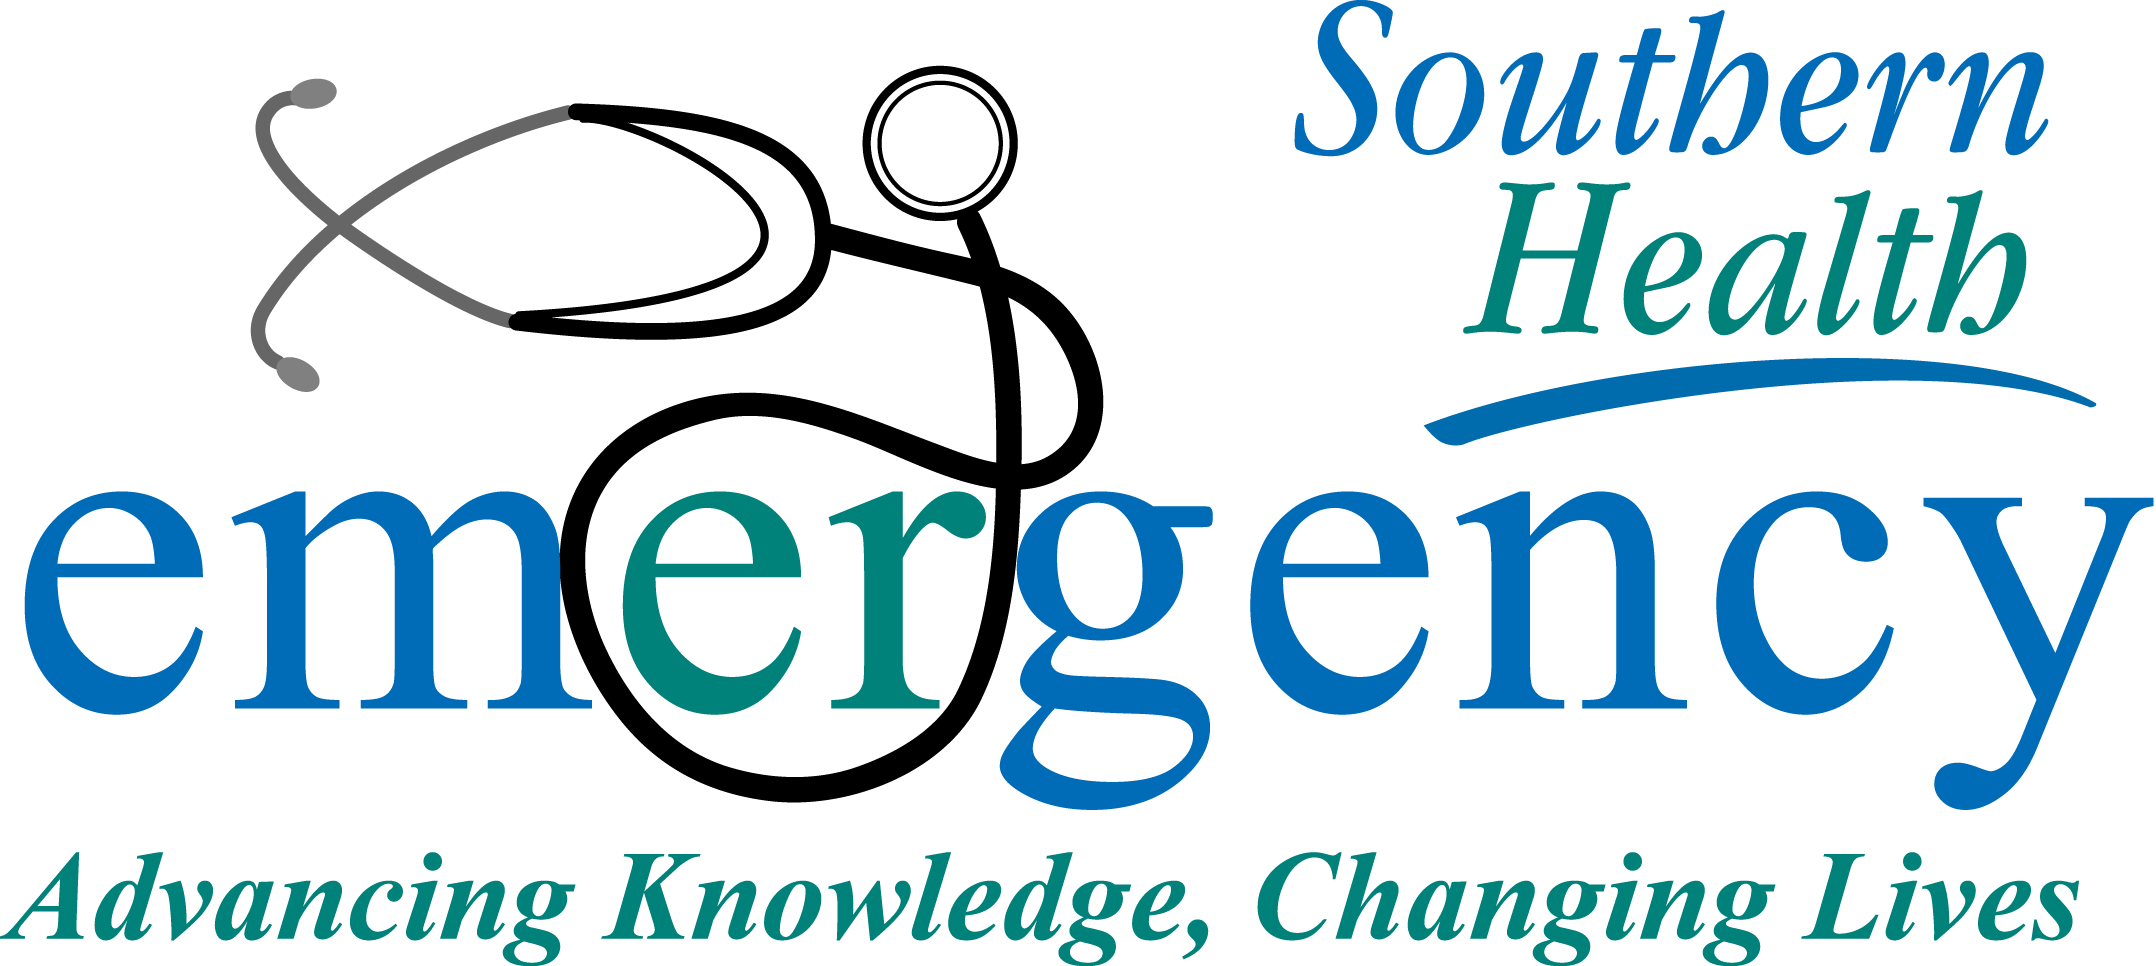 Southern
Health
emergency
Advancing Knowledge, Changing Lives